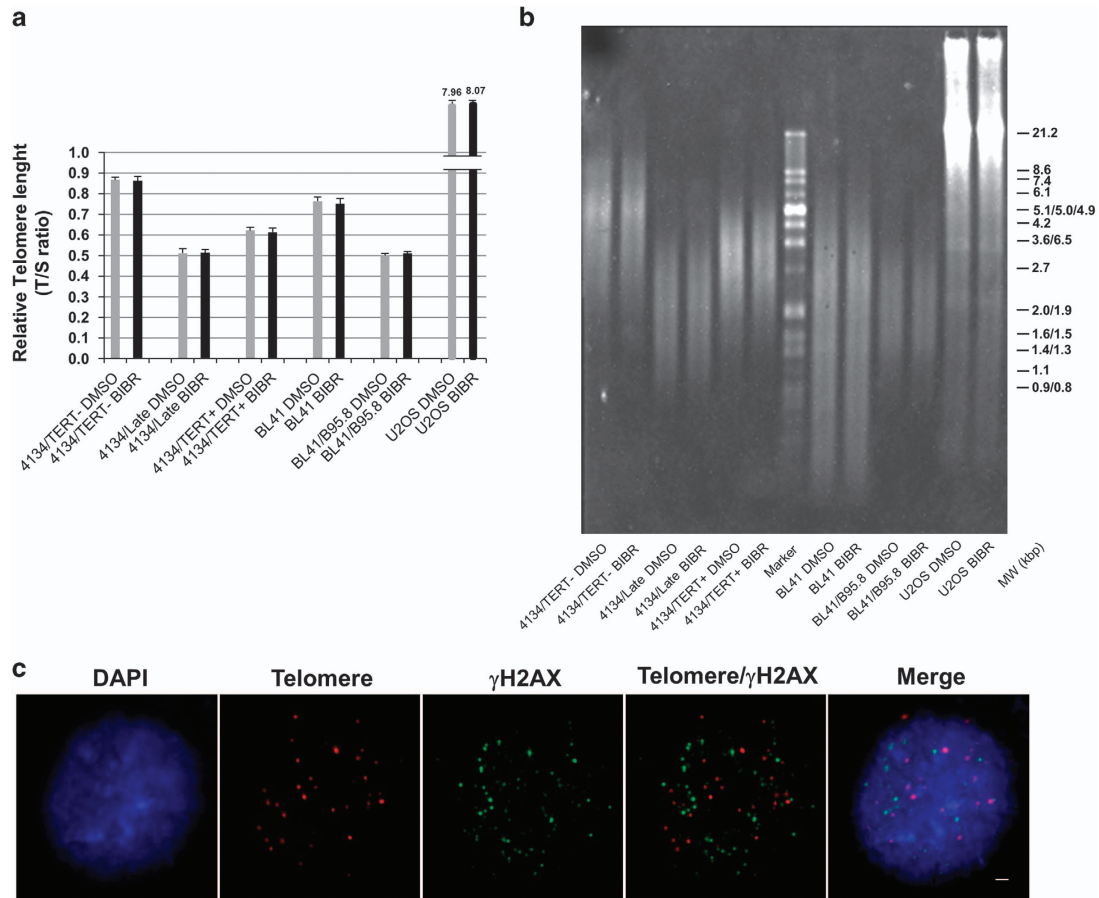 a
Relative Telomere lenght
(T/S ratio)
1.0
0.9
0.8
0.7
0.6
0.5
0.4
0.3
0.2
0.1
0.0
7.96
8.07
4134/TERT- DMSO
4134/TERT- BIBR
4134/Late DMSO
4134/Late BIBR
4134/TERT+ DMSO
4134/TERT+ BIBR
BL41 DMSO
BL41 BIBR
BL41/B95.8 DMSO
BL41/B95.8 BIBR
U2OS DMSO
U2OS BIBR
b
21.2
8.6
7.4
6.1
5.1/5.0/4.9
4.2
3.6/6.5
2.7
2.0/1.9
1.6/1.5
1.4/1.3
1.1
0.9/0.8
4134/TERT- DMSO
4134/TERT- BIBR
4134/Late DMSO
4134/Late BIBR
4134/TERT+ DMSO
4134/TERT+ BIBR
Marker
BL41 DMSO
BL41 BIBR
BL41/B95.8 DMSO
BL41/B95.8 BIBR
U2OS DMSO
U2OS BIBR
MW (kbp)
c
DAPI
Telomere
γH2AX
Telomere/γH2AX
Merge